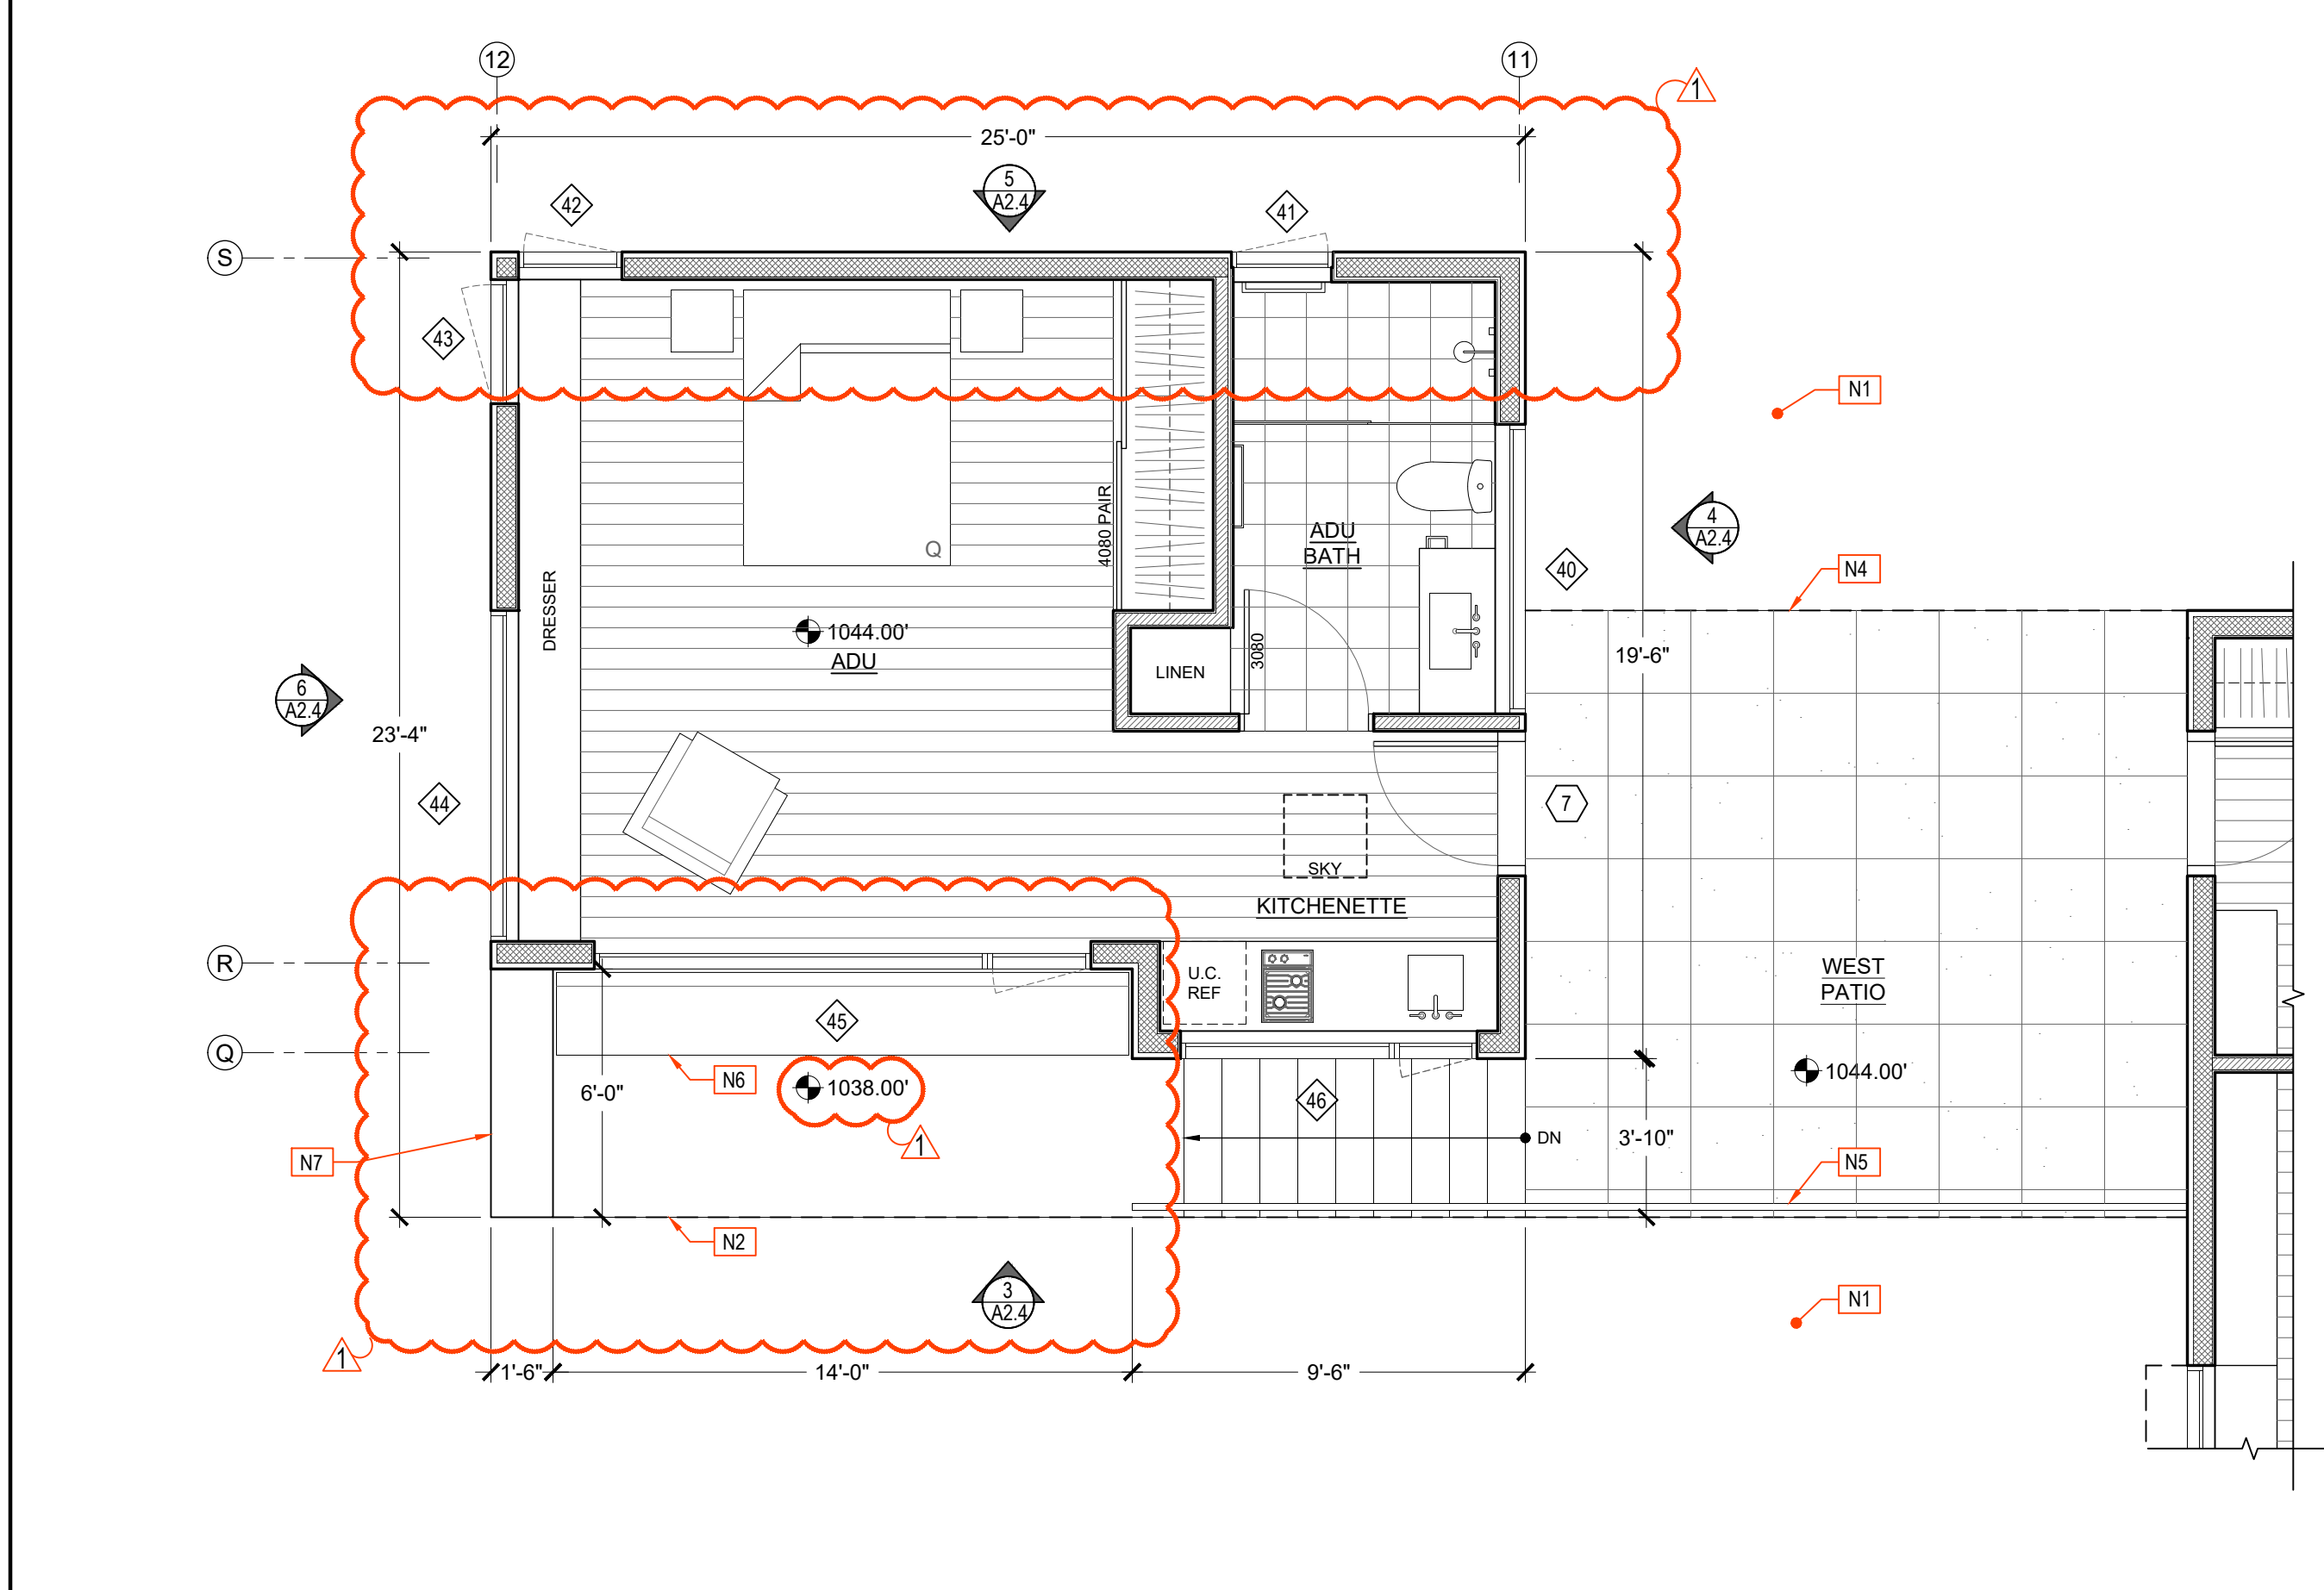 12
11
1
25'-0"
5
A2.4
42
41
S
43
N1
4080 PAIR
Q
ADU
BATH
4
A2.4
40
N4
DRESSER
1044.00'
ADU
3080
LINEN
19'-6"
6
A2.4
23'-4"
44
7
SKY
KITCHENETTE
R
U.C.
REF
WEST
PATIO
45
Q
N6
1038.00'
6'-0"
46
1044.00'
1
DN
3'-10"
N7
N5
N2
3
A2.4
N1
1
1'-6"
14'-0"
9'-6"